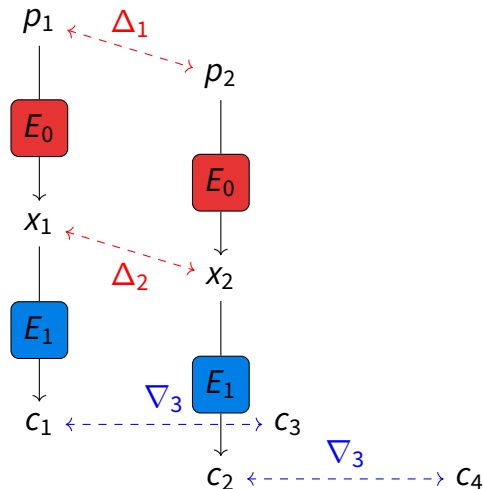 p₁
Δ₁
p₂
E₀
E₀
x₁
Δ₂
x₂
E₁
E₁
∇₃
c₁
c₃
∇₃
c₂
c₄